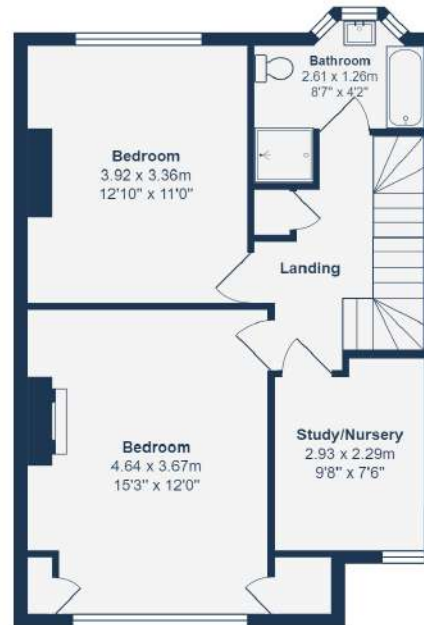 Bathroom
2.61 x 1.26m
8'7" x 4'2"
Bedroom
3.92 x 3.36m
12'10" x 11'0"
Landing
Bedroom
4.64 x 3.67m
15'3" x 12'0"
Study/Nursery
2.93 x 2.29m
9'8" x 7'6"